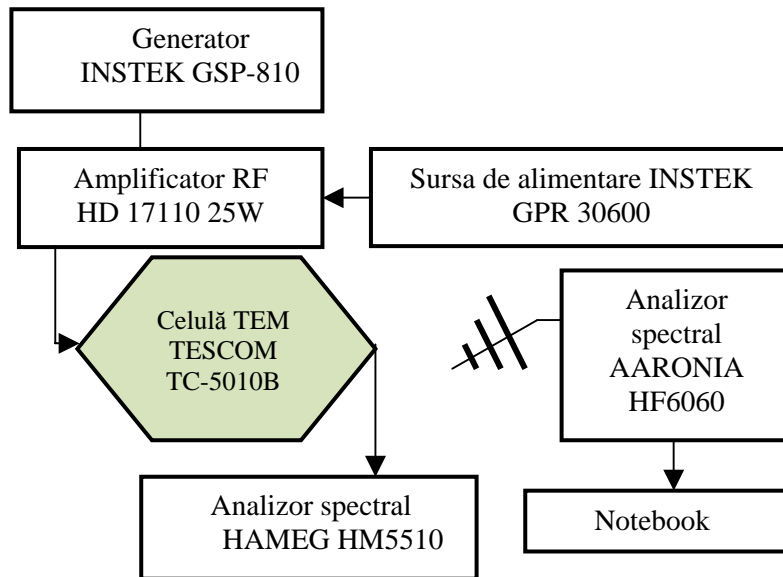 Generator
INSTEK GSP-810
Amplificator RF
HD 17110 25W
Sursa de alimentare INSTEK
GPR 30600
Celulă TEM
TESCOM
TC-5010B
Analizor
spectral
AARONIA
HF6060
Analizor spectral
HAMEG HM5510
Notebook